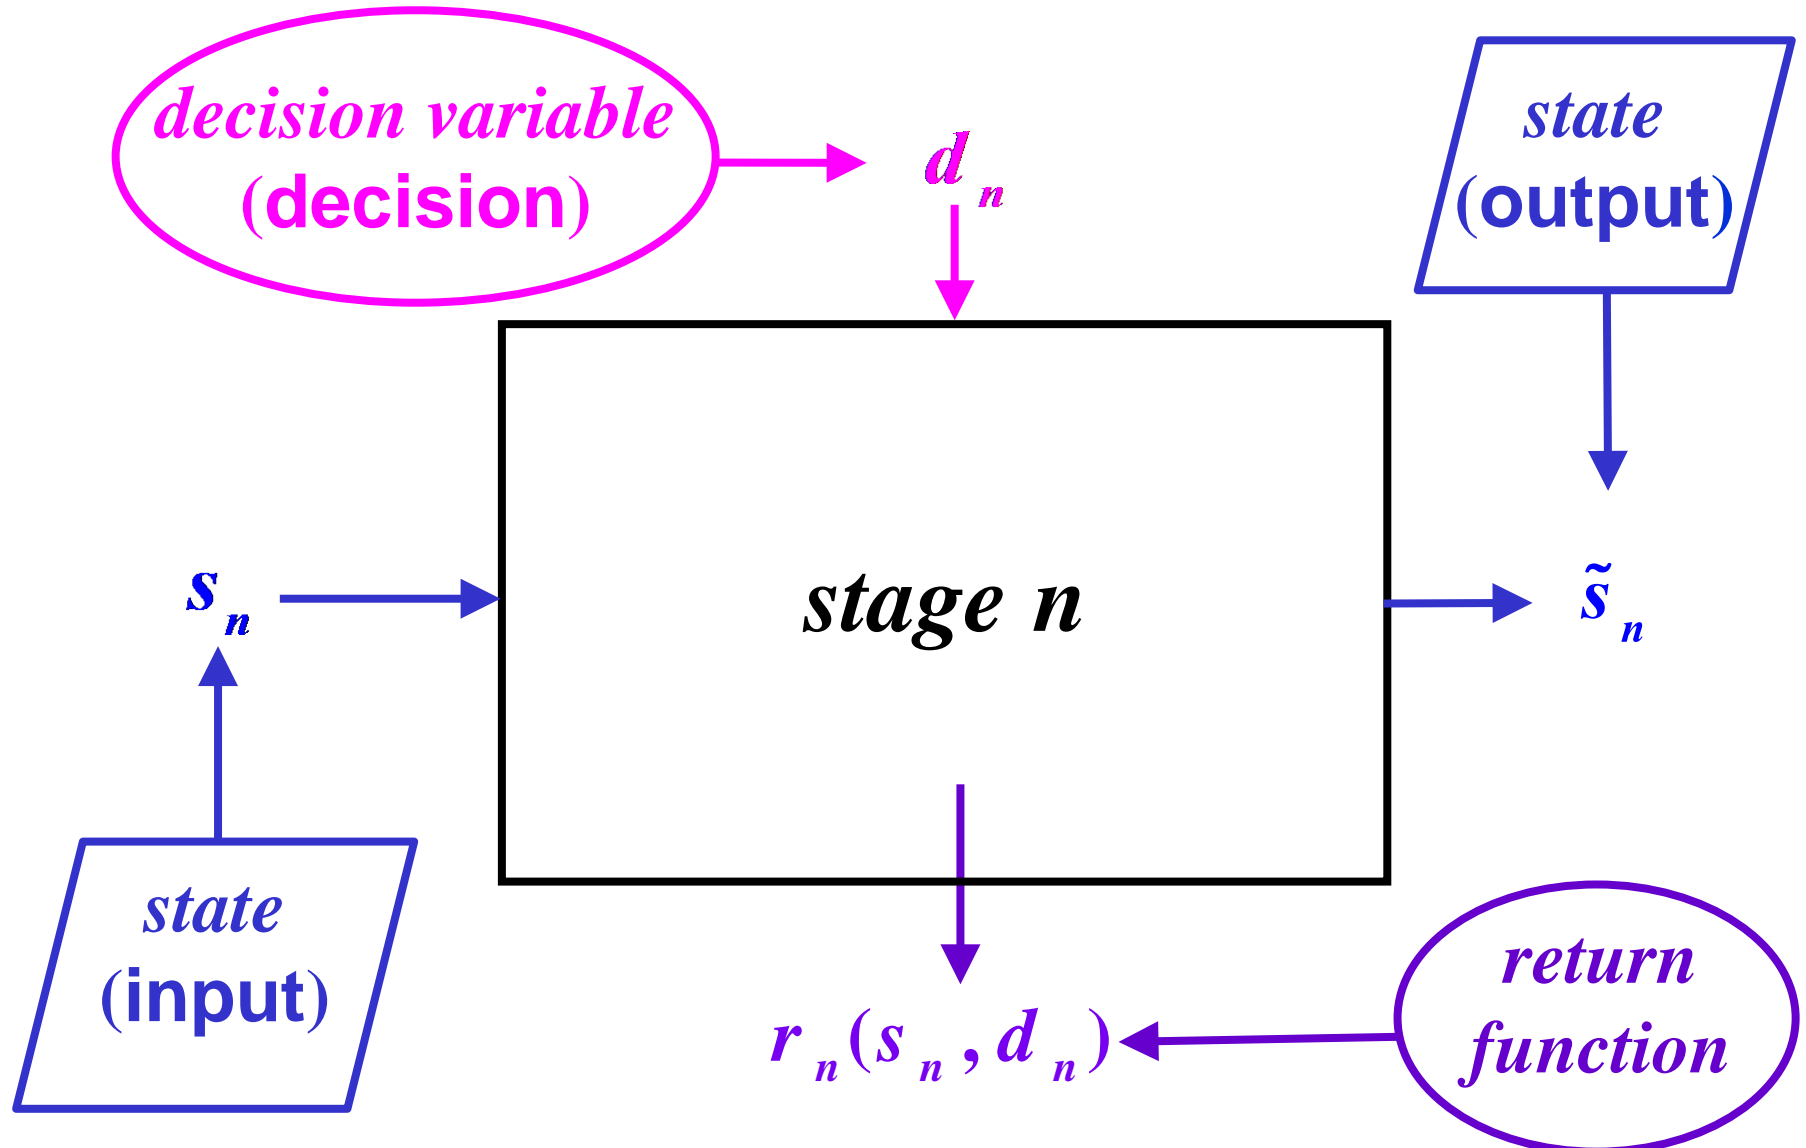 decision variable
(decision)
d n
state
(output)
s n
stage n
s̃ n
state
(input)
r n (s n , d n )
return
function